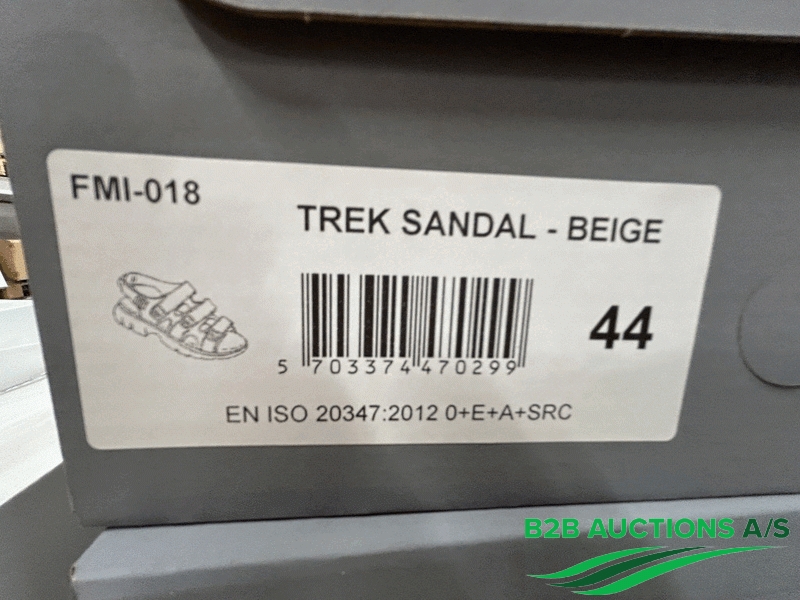 FMI-018
TREK SANDAL - BEIGE
44
5 703374 470299
EN ISO 20347:2012 0+E+A+SRC
B2B AUCTIONS A/S